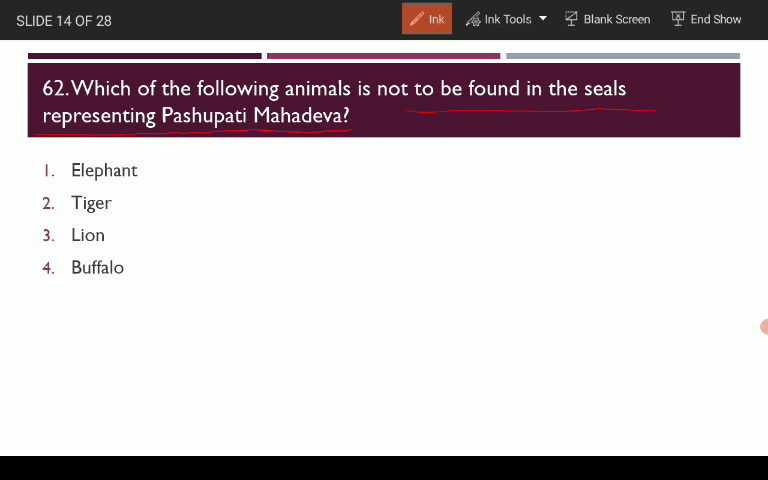 SLIDE 14 OF 28
Ink
Ink Tools
Blank Screen
End Show
62. Which of the following animals is not to be found in the seals
representing Pashupati Mahadeva?
1. Elephant
2. Tiger
3. Lion
4. Buffalo